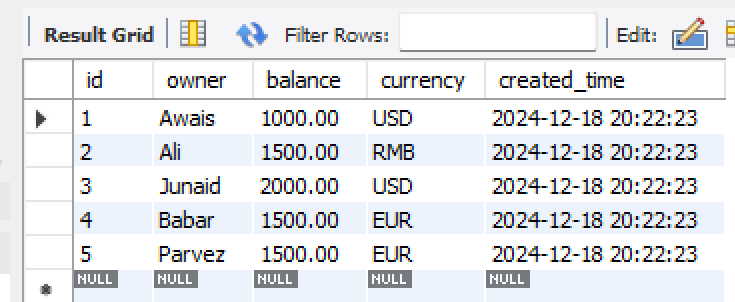 Result Grid Filter Rows: Edit:
id owner balance currency created_time
1 Awais 1000.00 USD 2024-12-18 20:22:23
2 Ali 1500.00 RMB 2024-12-18 20:22:23
3 Junaid 2000.00 USD 2024-12-18 20:22:23
4 Babar 1500.00 EUR 2024-12-18 20:22:23
5 Parvez 1500.00 EUR 2024-12-18 20:22:23
NULL NULL NULL NULL NULL